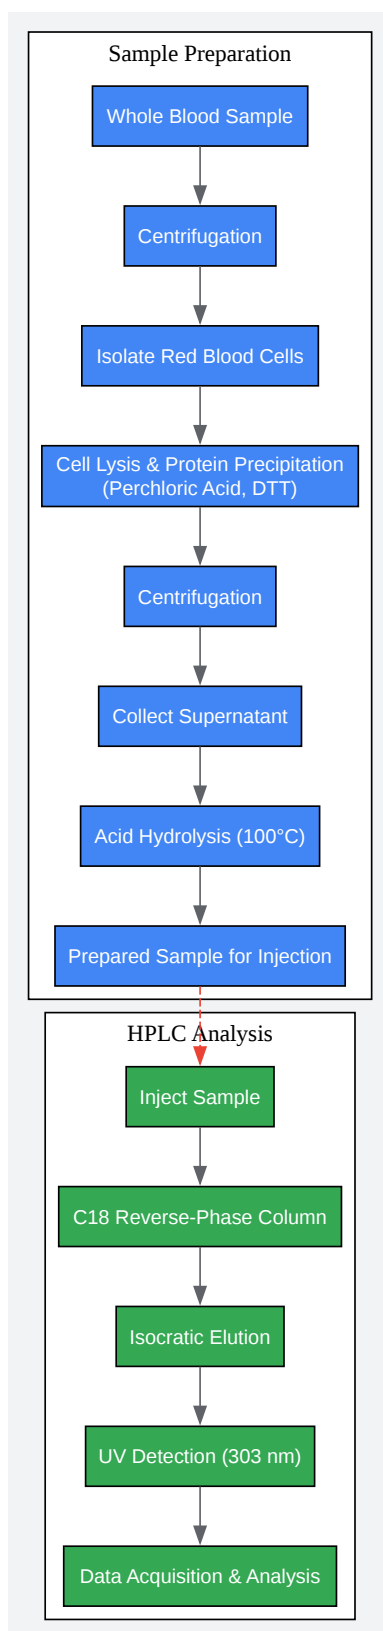 Sample Preparation
Whole Blood Sample
Centrifugation
Isolate Red Blood Cells
Cell Lysis & Protein Precipitation
(Perchloric Acid, DTT)
Centrifugation
Collect Supernatant
Acid Hydrolysis (100°C)
Prepared Sample for Injection
HPLC Analysis
Inject Sample
C18 Reverse-Phase Column
Isocratic Elution
UV Detection (303 nm)
Data Acquisition & Analysis